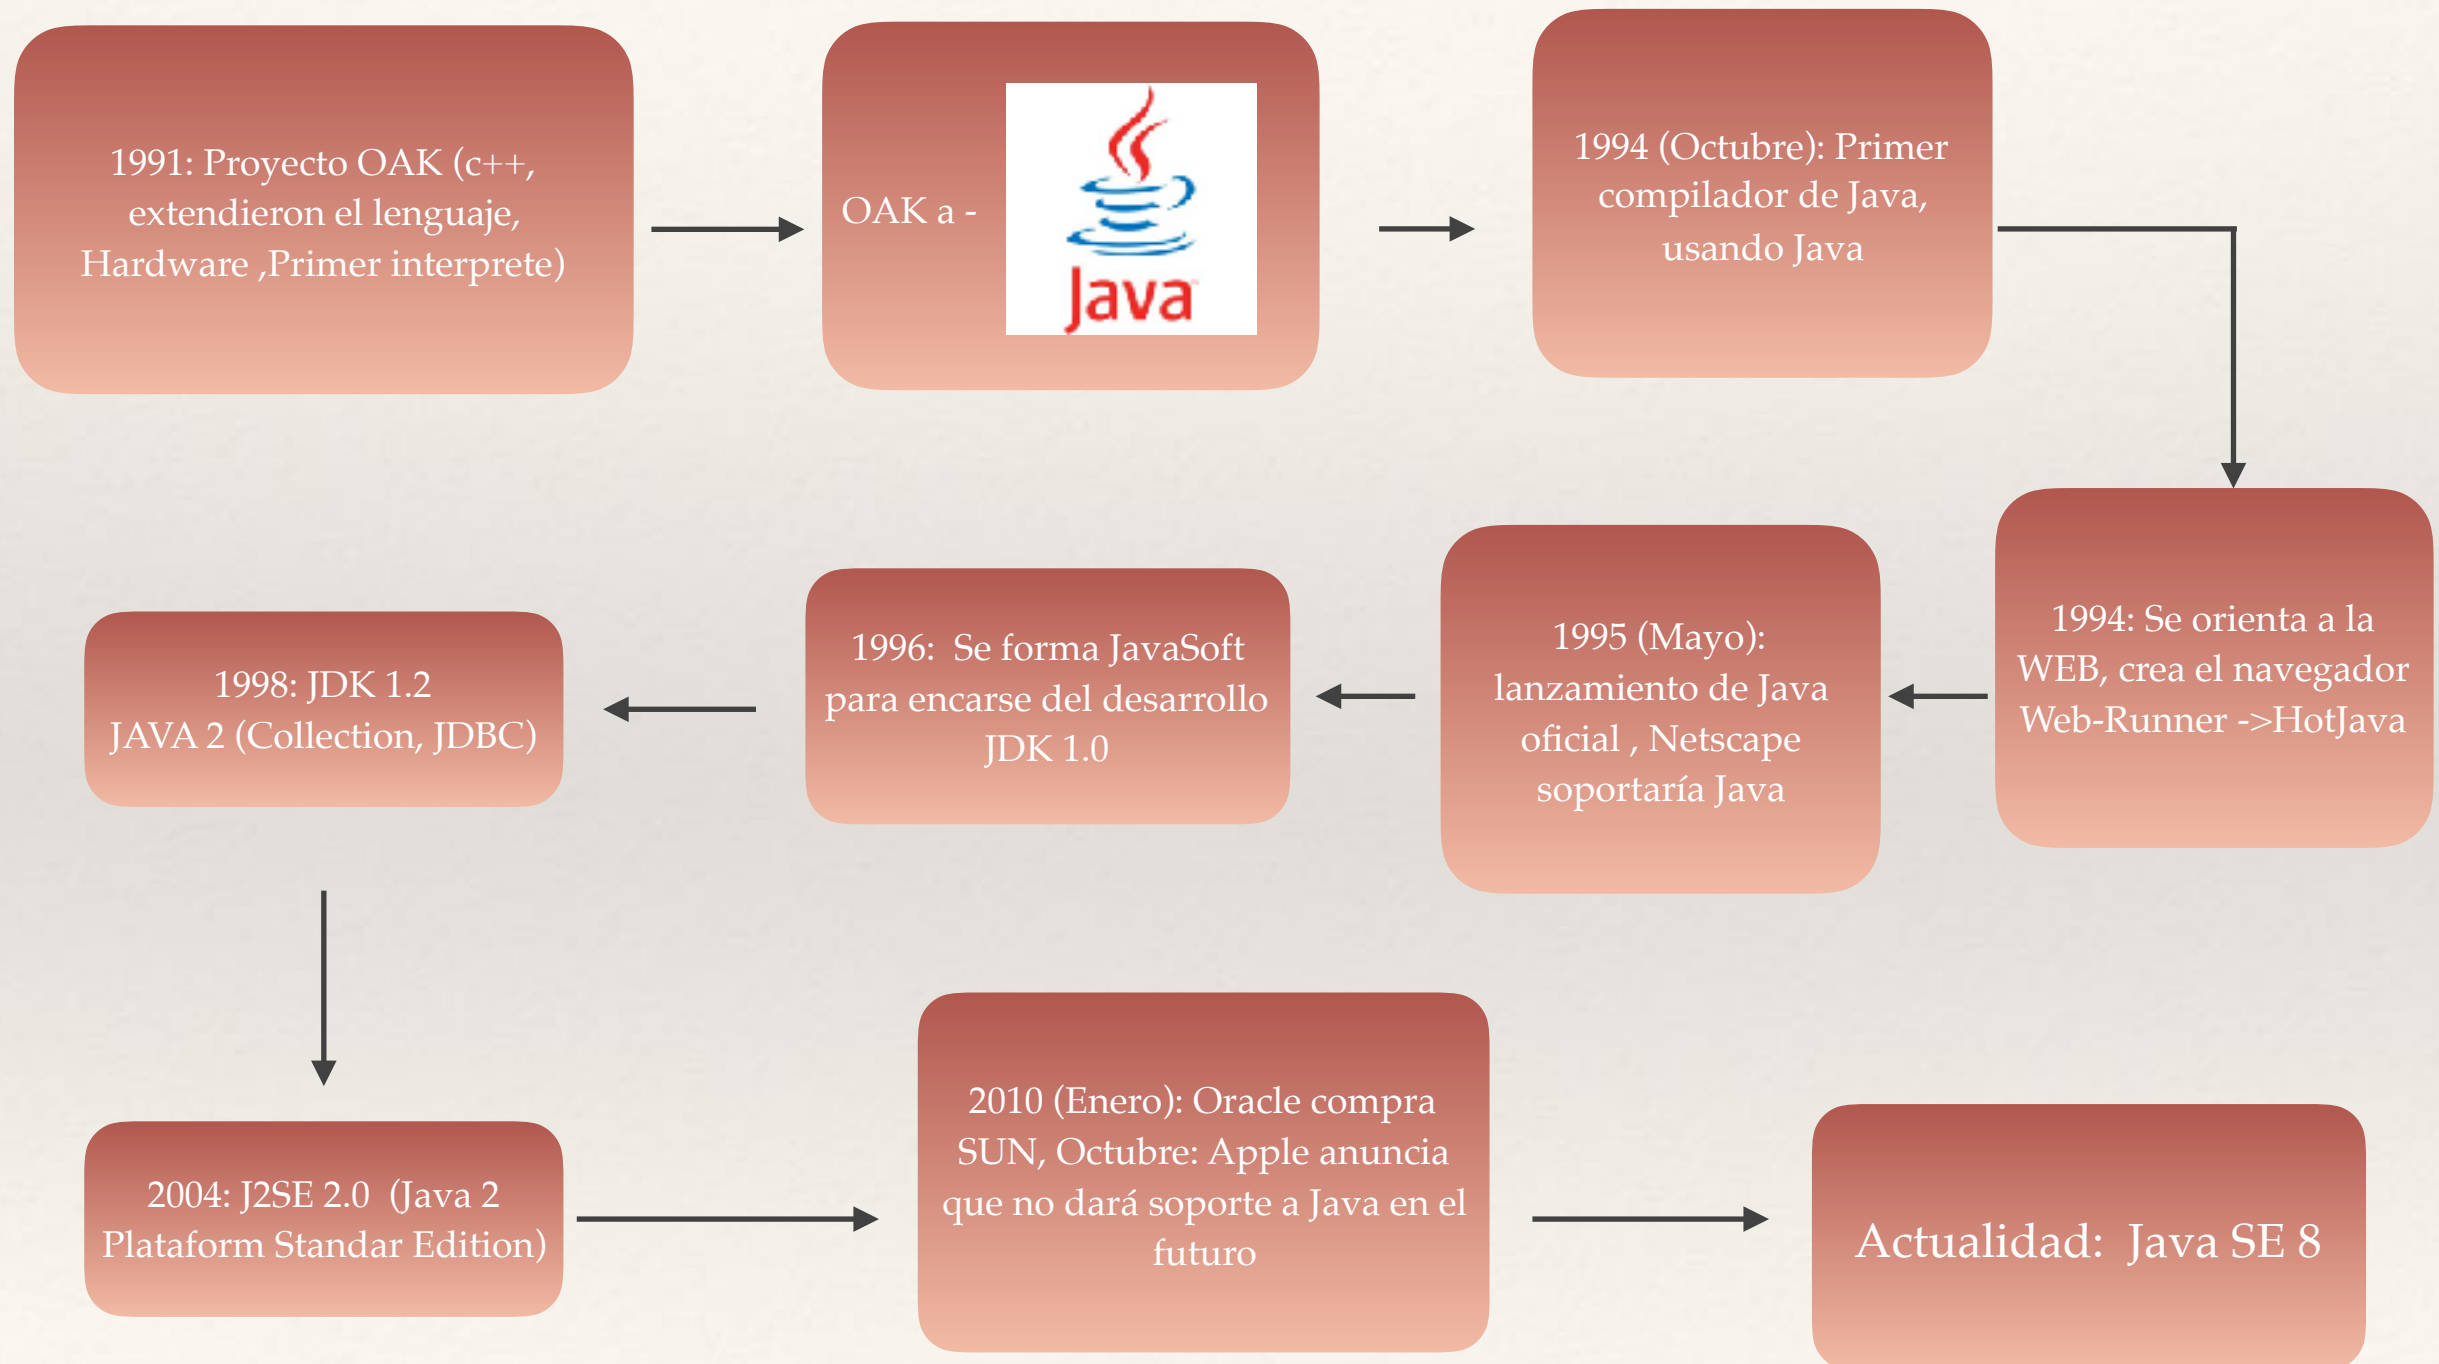 1991: Proyecto OAK (c++,
extendieron el lenguaje,
Hardware ,Primer interprete)
OAK a -
Java
1994 (Octubre): Primer
compilador de Java,
usando Java
1994: Se orienta a la
WEB, crea el navegador
Web-Runner ->HotJava
1995 (Mayo):
lanzamiento de Java
oficial , Netscape
soportaría Java
1996:  Se forma JavaSoft
para encarse del desarrollo
JDK 1.0
1998: JDK 1.2
JAVA 2 (Collection, JDBC)
2004: J2SE 2.0  (Java 2
Plataform Standar Edition)
2010 (Enero): Oracle compra
SUN, Octubre: Apple anuncia
que no dará soporte a Java en el
futuro
Actualidad:  Java SE 8